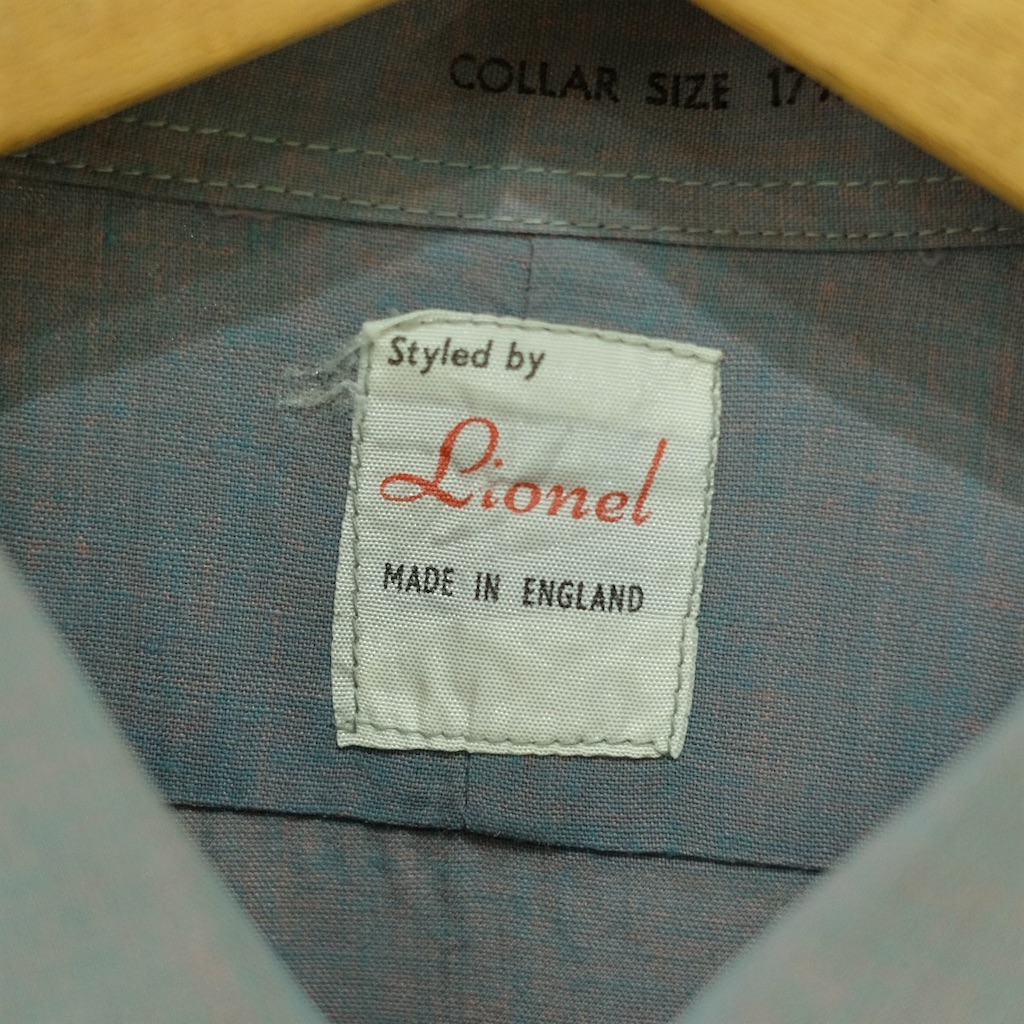 COLLAR SIZE
Styled by
Lionel
MADE IN ENGLAND